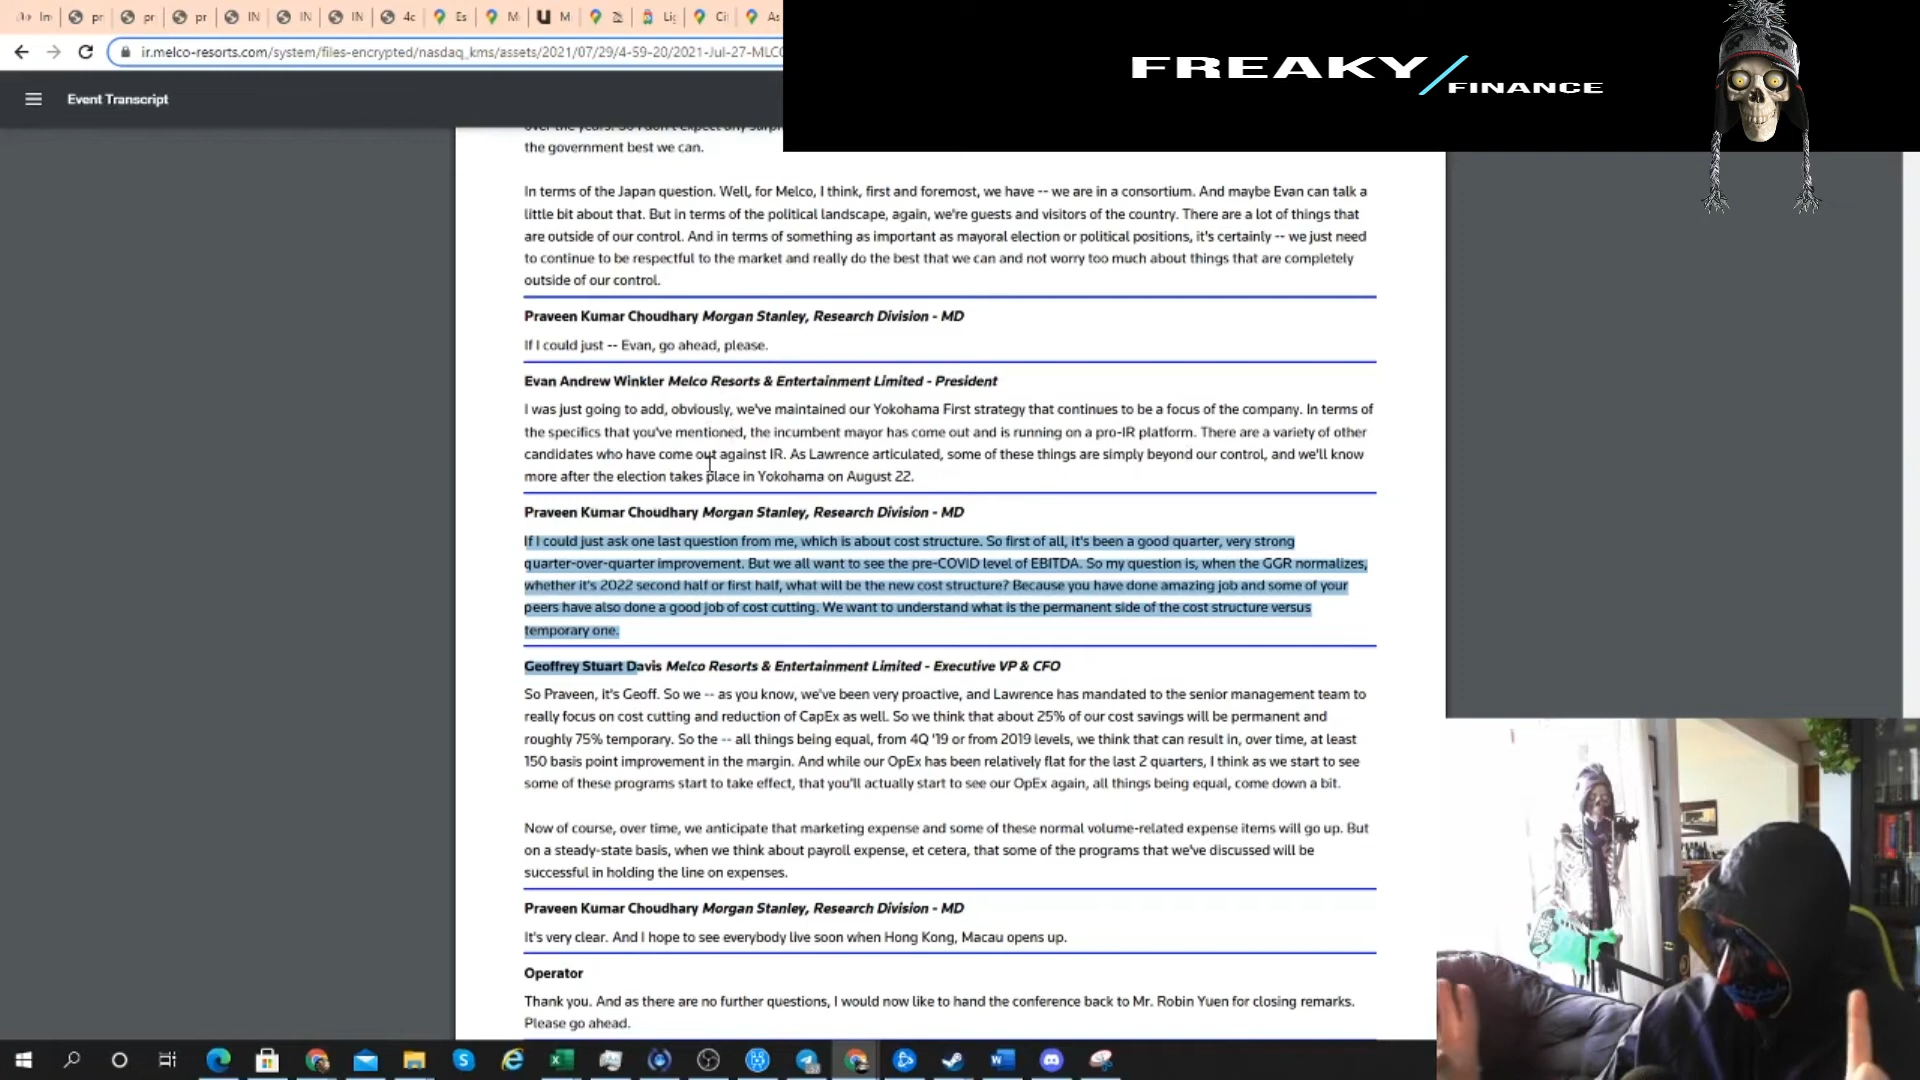 Im
pr
pr
pr
IN
IN
IN
4c
Es
M
M
Lig
Ci
As
ir.melco-resorts.com/system/files-encrypted/nasdaq_kms/assets/2021/07/29/4-59-20/2021-Jul-27-MLCO
FREAKY/FINANCE
Event Transcript
the government best we can.
In terms of the Japan question. Well, for Melco, I think, first and foremost, we have -- we are in a consortium. And maybe Evan can talk a
little bit about that. But in terms of the political landscape, again, we're guests and visitors of the country. There are a lot of things that
are outside of our control. And in terms of something as important as mayoral election or political positions, it's certainly -- we just need
to continue to be respectful to the market and really do the best that we can and not worry too much about things that are completely
outside of our control.
Praveen Kumar Choudhary Morgan Stanley, Research Division - MD
If I could just -- Evan, go ahead, please.
Evan Andrew Winkler Melco Resorts & Entertainment Limited - President
I was just going to add, obviously, we've maintained our Yokohama First strategy that continues to be a focus of the company. In terms of
the specifics that you've mentioned, the incumbent mayor has come out and is running on a pro-IR platform. There are a variety of other
candidates who have come out against IR. As Lawrence articulated, some of these things are simply beyond our control, and we'll know
more after the election takes place in Yokohama on August 22.
Praveen Kumar Choudhary Morgan Stanley, Research Division - MD
If I could just ask one last question from me, which is about cost structure. So first of all, it's been a good quarter, very strong
quarter-over-quarter improvement. But we all want to see the pre-COVID level of EBITDA. So my question is, when the GGR normalizes,
whether it's 2022 second half or first half, what will be the new cost structure? Because you have done amazing job and some of your
peers have also done a good job of cost cutting. We want to understand what is the permanent side of the cost structure versus
temporary one.
Geoffrey Stuart Davis Melco Resorts & Entertainment Limited - Executive VP & CFO
So Praveen, it's Geoff. So we -- as you know, we've been very proactive, and Lawrence has mandated to the senior management team to
really focus on cost cutting and reduction of CapEx as well. So we think that about 25% of our cost savings will be permanent and
roughly 75% temporary. So the -- all things being equal, from 4Q '19 or from 2019 levels, we think that can result in, over time, at least
150 basis point improvement in the margin. And while our OpEx has been relatively flat for the last 2 quarters, I think as we start to see
some of these programs start to take effect, that you'll actually start to see our OpEx again, all things being equal, come down a bit.
Now of course, over time, we anticipate that marketing expense and some of these normal volume-related expense items will go up. But
on a steady-state basis, when we think about payroll expense, et cetera, that some of the programs that we've discussed will be
successful in holding the line on expenses.
Praveen Kumar Choudhary Morgan Stanley, Research Division - MD
It's very clear. And I hope to see everybody live soon when Hong Kong, Macau opens up.
Operator
Thank you. And as there are no further questions, I would now like to hand the conference back to Mr. Robin Yuen for closing remarks.
Please go ahead.